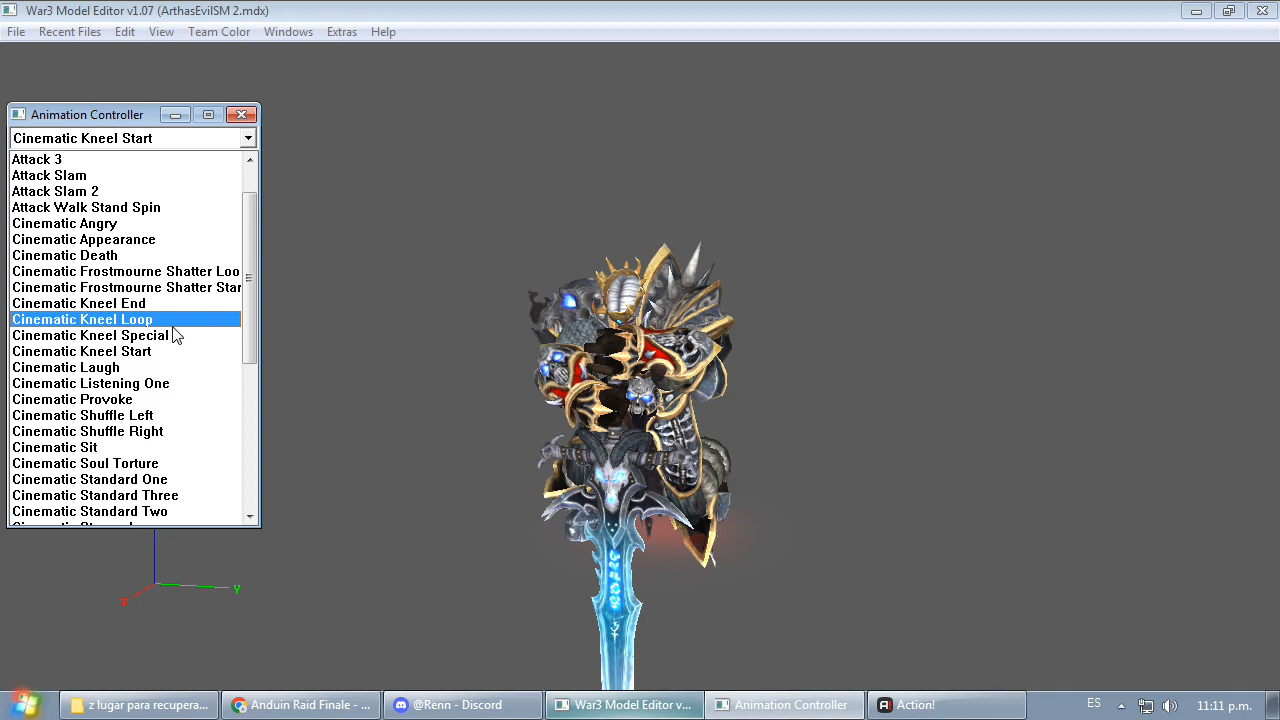 War3 Model Editor v1.07 (ArthasEvilSM 2.mdx)
File Recent Files Edit View Team Color Windows Extras Help
Animation Controller
Cinematic Kneel Start
Attack 3
Attack Slam
Attack Slam 2
Attack Walk Stand Spin
Cinematic Angry
Cinematic Appearance
Cinematic Death
Cinematic Frostmourne Shatter Loo
Cinematic Frostmourne Shatter Star
Cinematic Kneel End
Cinematic Kneel Loop
Cinematic Kneel Special
Cinematic Kneel Start
Cinematic Laugh
Cinematic Listening One
Cinematic Provoke
Cinematic Shuffle Left
Cinematic Shuffle Right
Cinematic Sit
Cinematic Soul Torture
Cinematic Standard One
Cinematic Standard Three
Cinematic Standard Two
X Y
z lugar para recupera... Anduin Raid Finale - ... @Renn - Discord War3 Model Editor v... Animation Controller Action! ES 11:11 p.m.